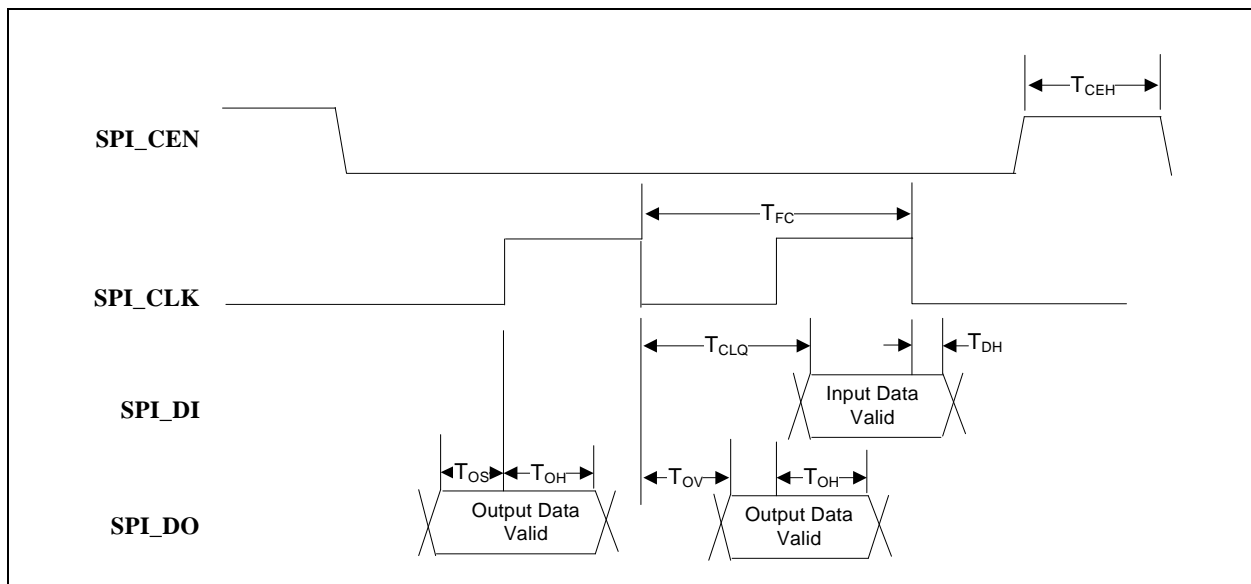 T_CEH
SPI_CEN
T_FC
SPI_CLK
T_CLQ
T_DH
SPI_DI
Input Data
Valid
T_OS
T_OH
T_OV
T_OH
SPI_DO
Output Data
Valid
Output Data
Valid